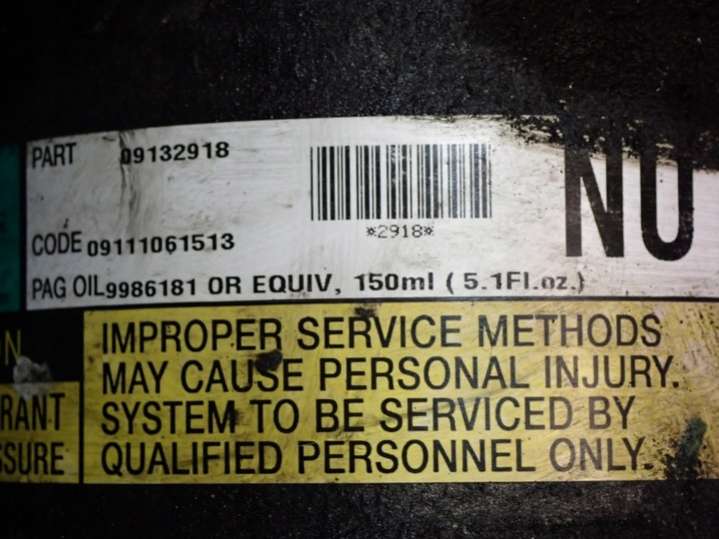 PART 09132918
*2918*
NU
CODE 09111061513
PAG OIL 9986181 OR EQUIV, 150ml ( 5.1Fl.oz.)
IMPROPER SERVICE METHODS
MAY CAUSE PERSONAL INJURY.
SYSTEM TO BE SERVICED BY
QUALIFIED PERSONNEL ONLY.
N
RANT
SSURE